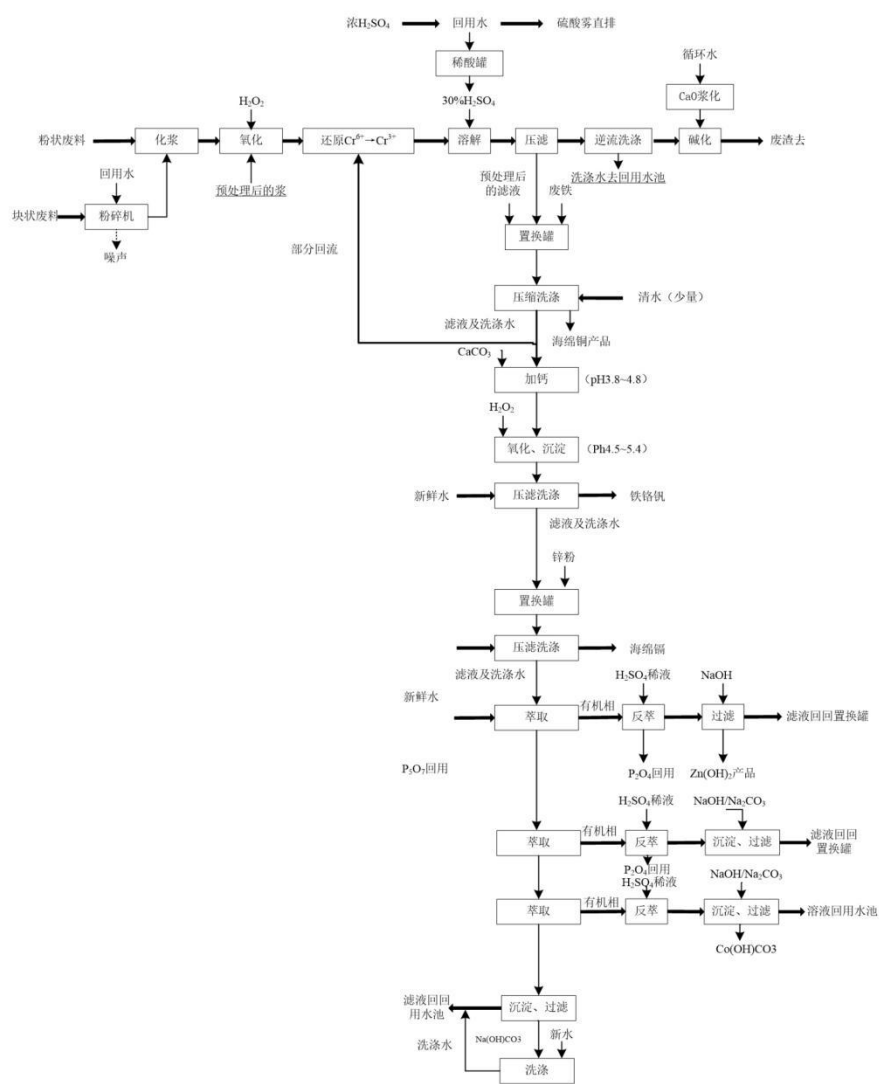 浓H₂SO₄
回用水
硫酸雾直排
稀酸罐
循环水
30%H₂SO₄
CaO浆化
H₂O₂
粉状废料
化浆
氧化
还原Cr⁶⁺→Cr³⁺
溶解
压滤
逆流洗涤
碱化
废渣去
预处理后的浆
洗涤水去回用水池
回用水
预处理后
的滤液
废铁
块状废料
粉碎机
置换罐
噪声
部分回流
压缩洗涤
清水（少量）
滤液及洗涤水
海绵铜产品
CaCO₃
加钙
（pH3.8~4.8）
H₂O₂
氧化、沉淀
（Ph4.5~5.4）
新鲜水
压滤洗涤
铁铬钒
滤液及洗涤水
锌粉
置换罐
压滤洗涤
海绵镉
滤液及洗涤水
H₂SO₄稀液
NaOH
新鲜水
萃取
有机相
反萃
过滤
滤液回回置换罐
P₅O₇回用
P₂O₄回用
Zn(OH)₂产品
H₂SO₄稀液
NaOH/Na₂CO₃
萃取
有机相
反萃
沉淀、过滤
滤液回回
置换罐
P₂O₄回用
H₂SO₄稀液
NaOH/Na₂CO₃
萃取
有机相
反萃
沉淀、过滤
溶液回用水池
Co(OH)CO3
滤液回回
用水池
沉淀、过滤
Na(OH)CO3
新水
洗涤水
洗涤